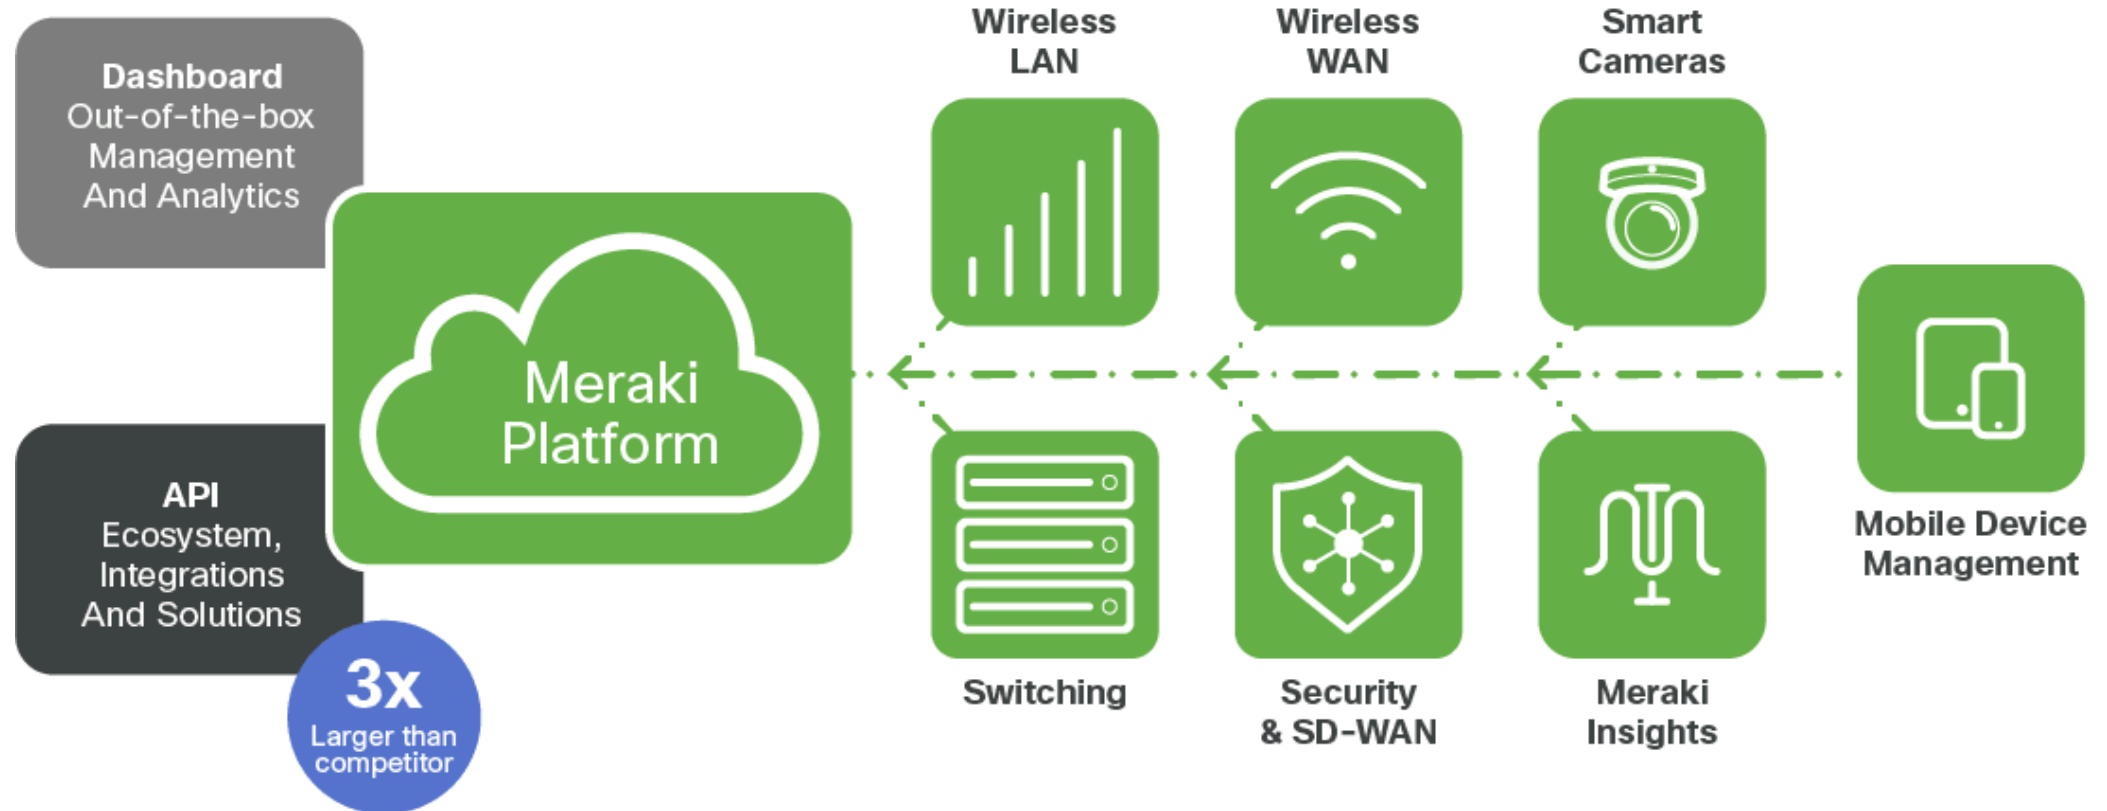 Dashboard
Out-of-the-box
Management
And Analytics
API
Ecosystem,
Integrations
And Solutions
3x
Larger than
competitor
Meraki
Platform
Wireless
LAN
Wireless
WAN
Smart
Cameras
Switching
Security
& SD-WAN
Meraki
Insights
Mobile Device
Management